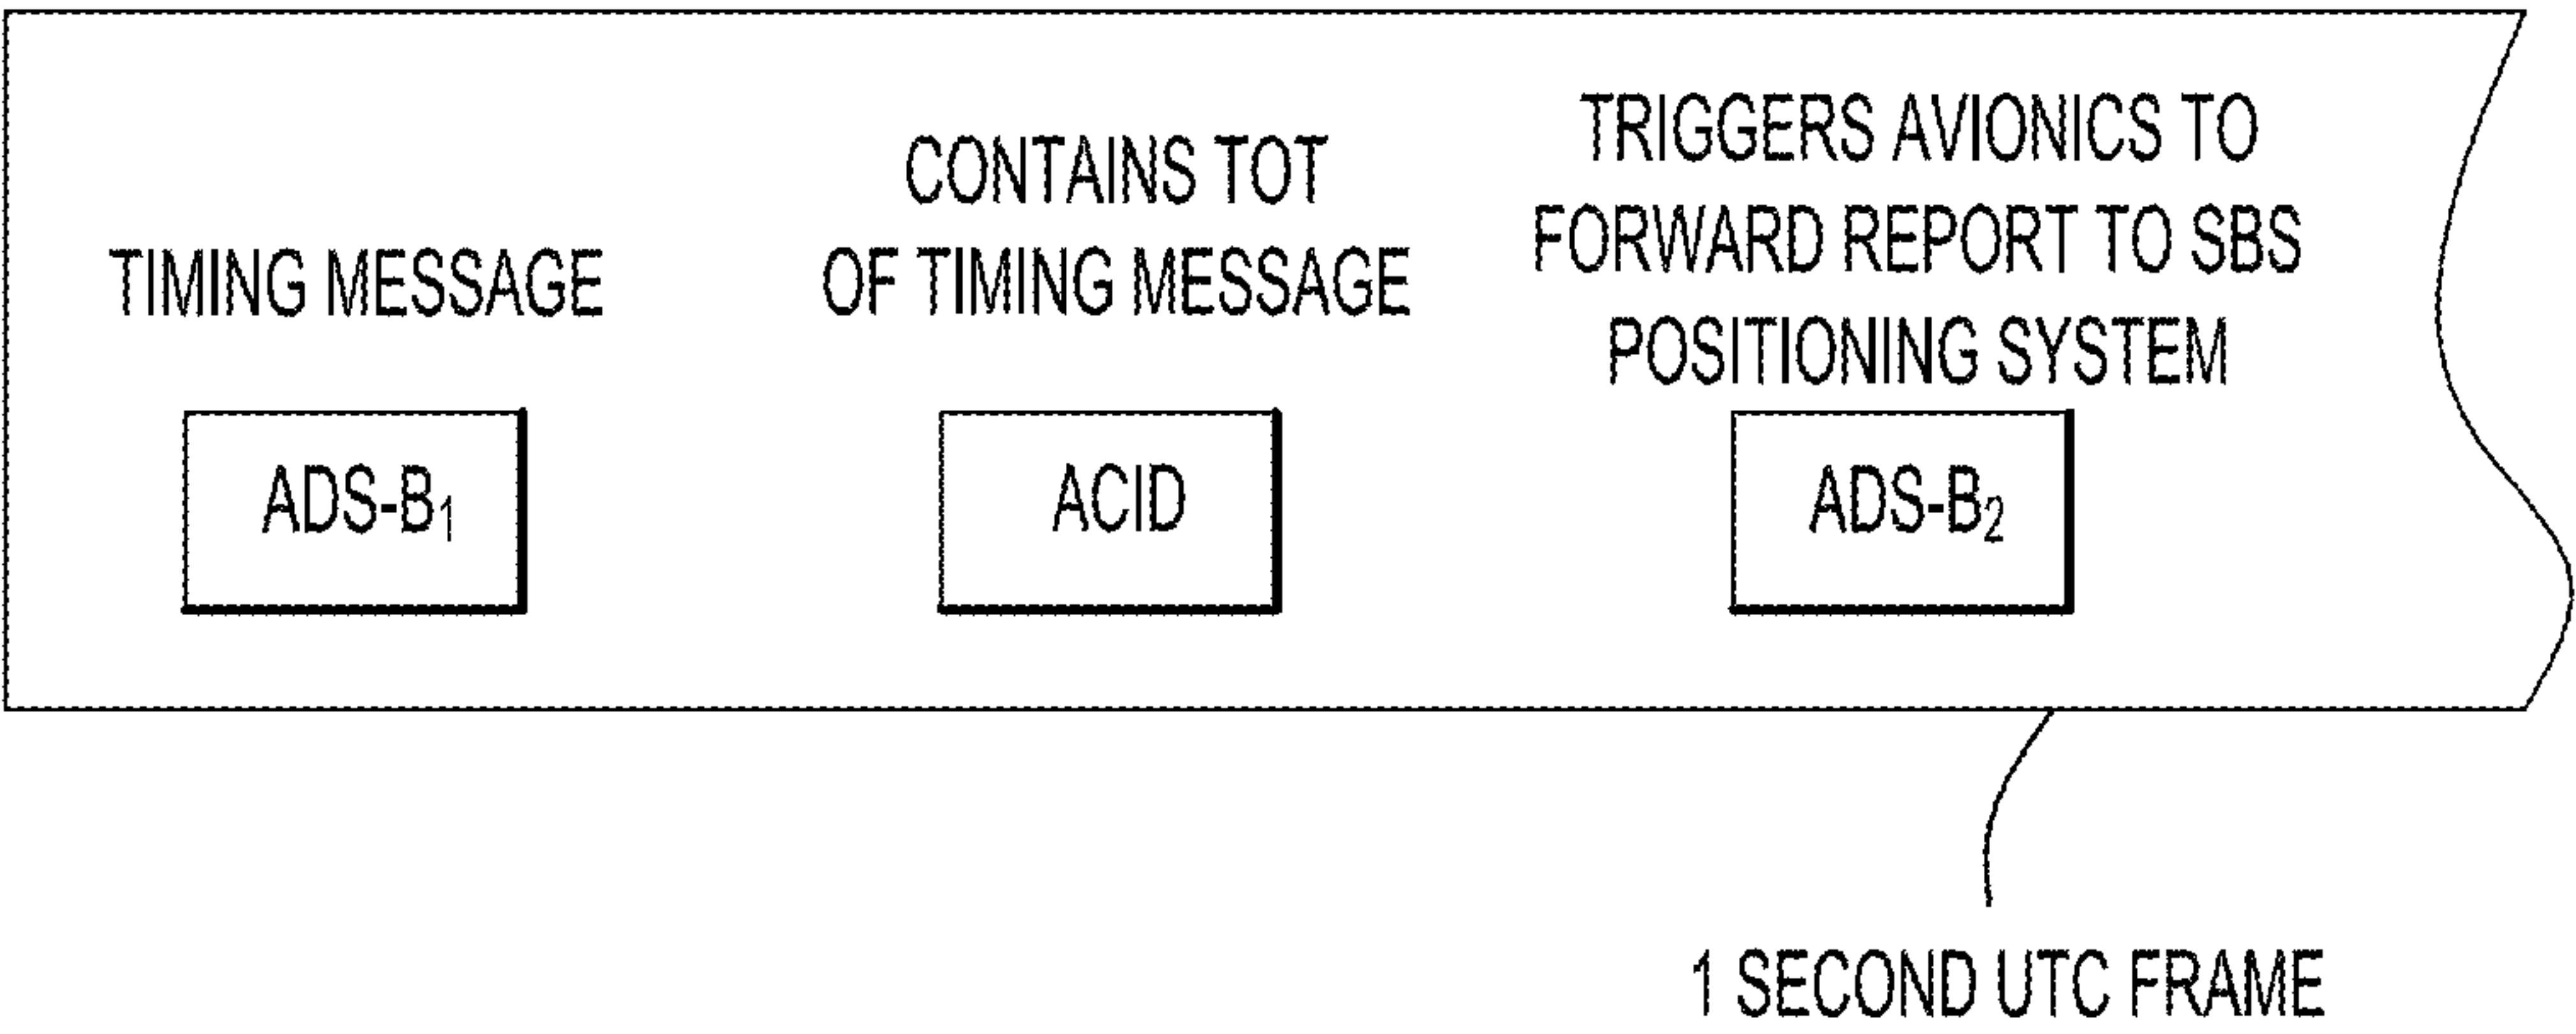 TIMING MESSAGE
CONTAINS TOT
OF TIMING MESSAGE
TRIGGERS AVIONICS TO
FORWARD REPORT TO SBS
POSITIONING SYSTEM
ADS-B₁
ACID
ADS-B₂
1 SECOND UTC FRAME